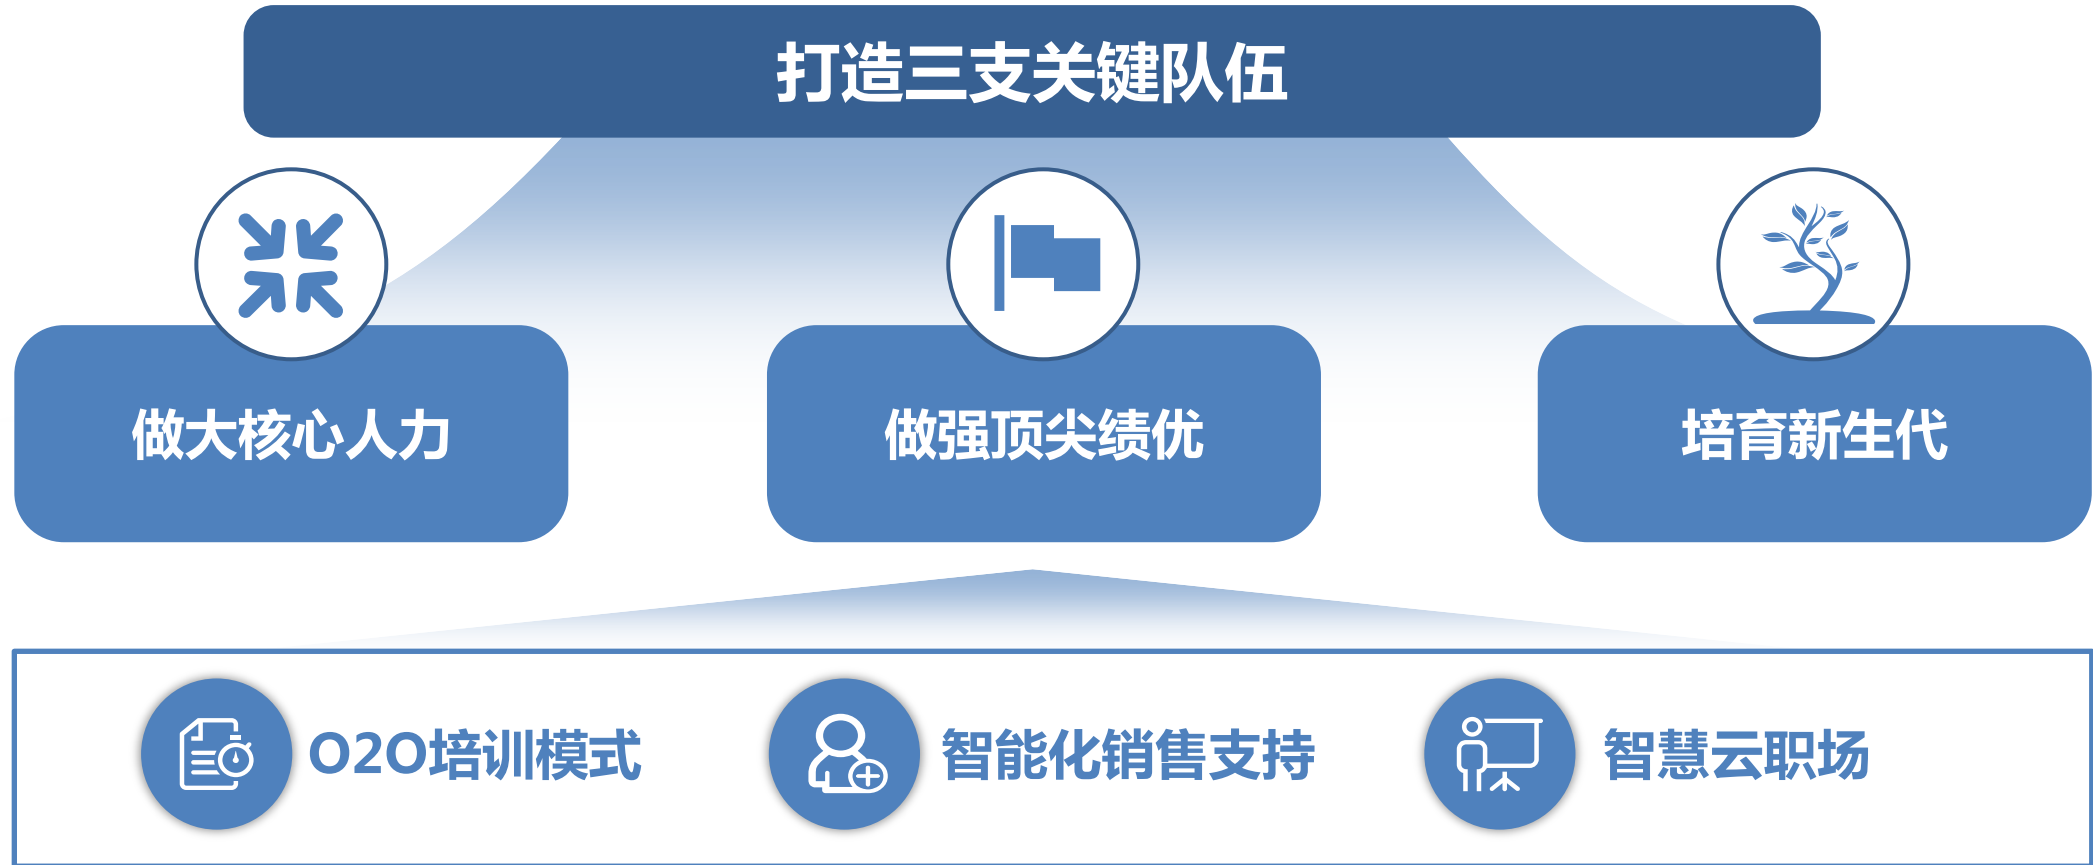 打造三支关键队伍
做大核心人力
做强顶尖绩优
培育新生代
O2O培训模式
智能化销售支持
智慧云职场